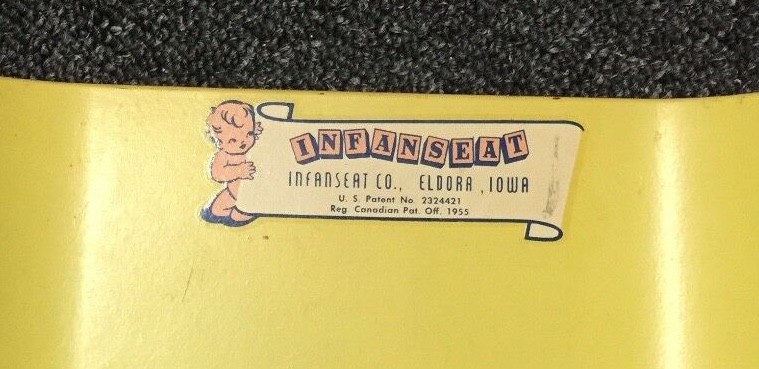 INFANSEAT
INFANSEAT CO., ELDORA, IOWA
U. S. Patent No. 2324421
Reg. Canadian Pat. Off. 1955